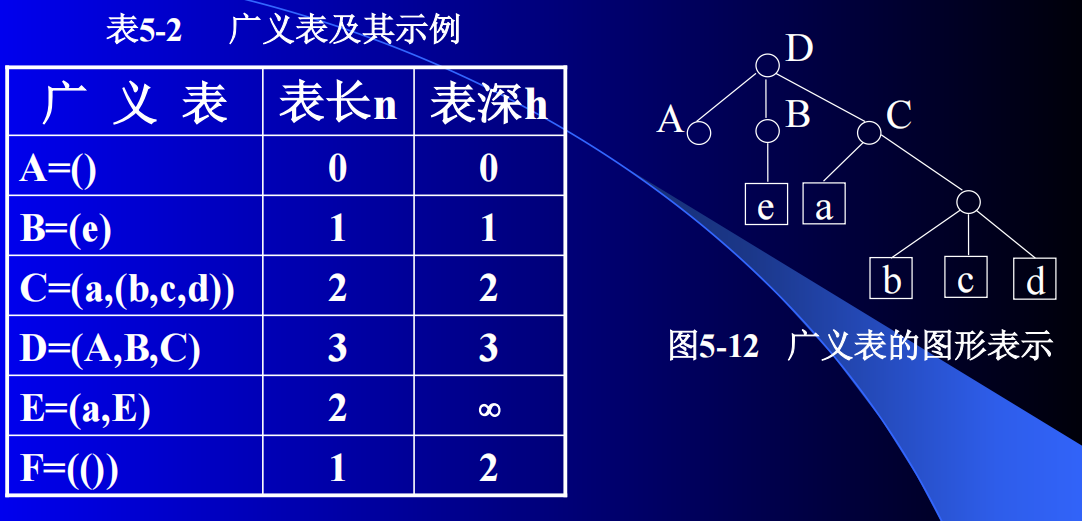 表5-2 广义表及其示例
广 义 表 表长n 表深h
A=() 0 0
B=(e) 1 1
C=(a,(b,c,d)) 2 2
D=(A,B,C) 3 3
E=(a,E) 2 ∞
F=(()) 1 2
D
A B C
e a
b c d
图5-12 广义表的图形表示